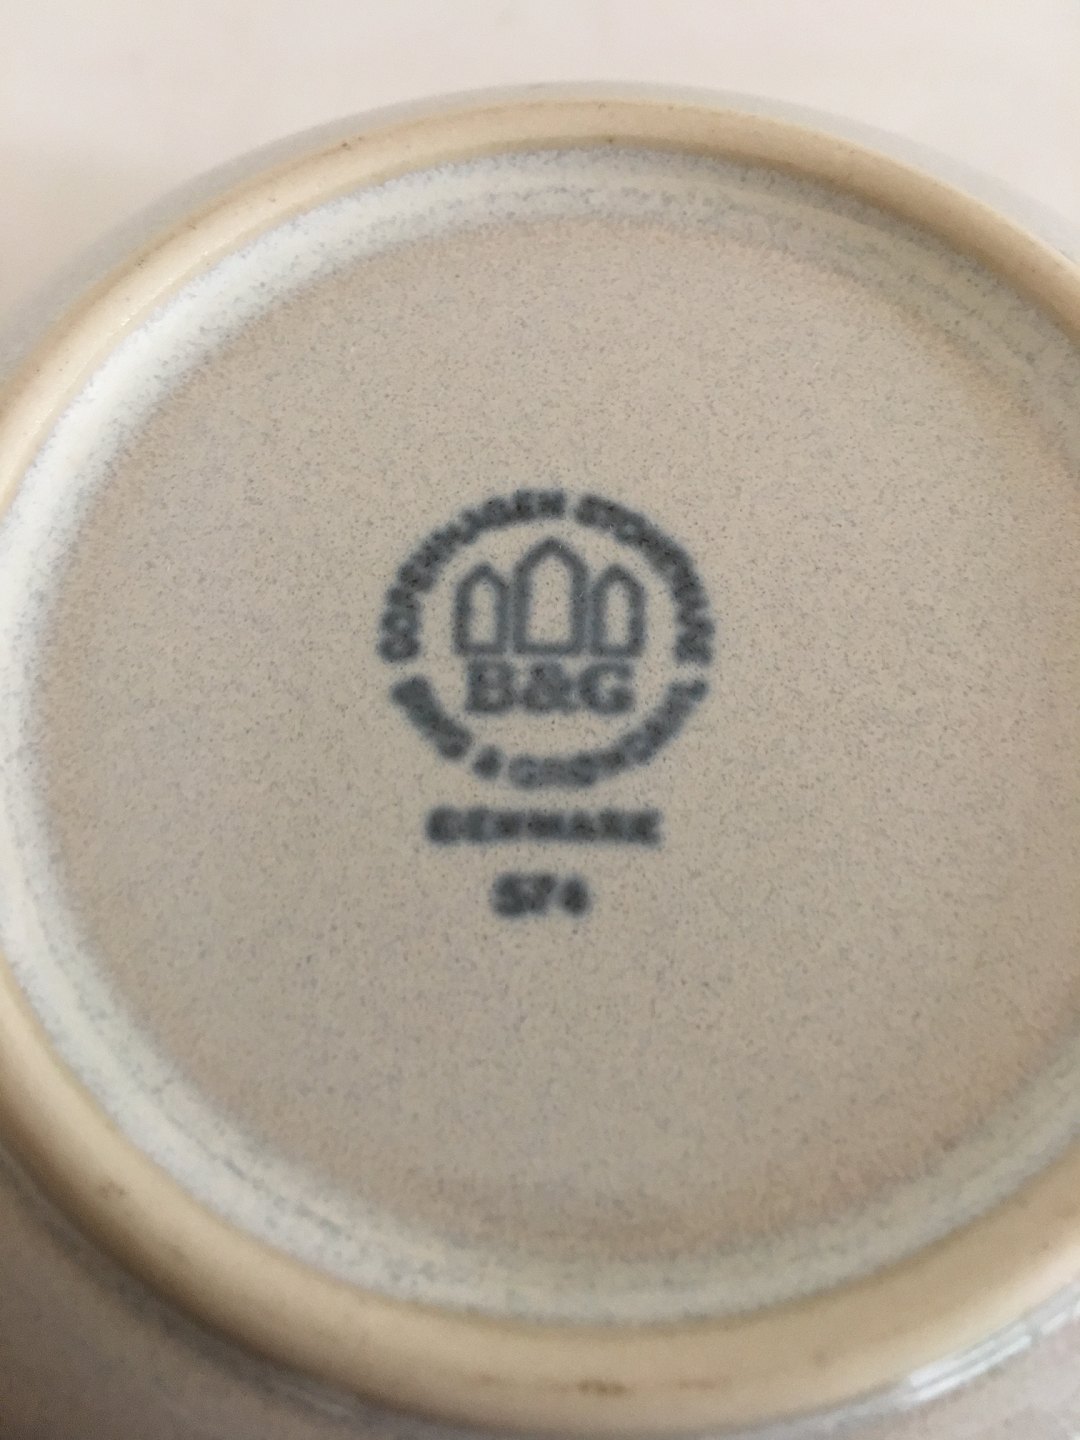 COPENHAGEN STONEWARE
B&G
BING & GRØNDAHL
DENMARK
574